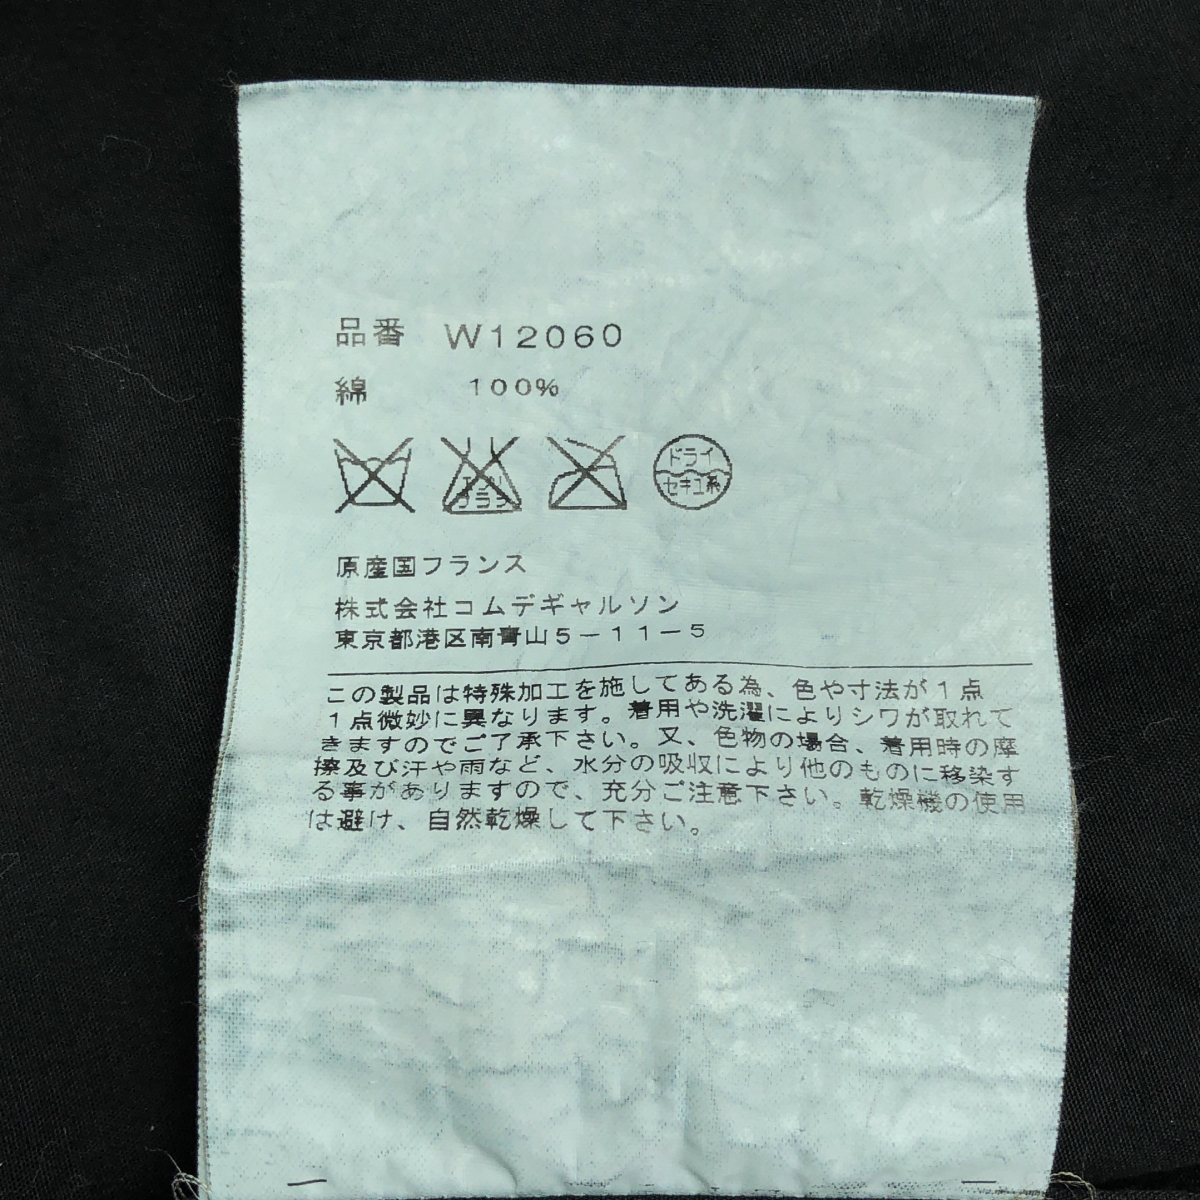 品番 W12060
綿 100%
エンソ
サラシ
ドライ
セキユ系
原産国フランス
株式会社コムデギャルソン
東京都港区南青山5-11-5
この製品は特殊加工を施してある為、色や寸法が1点
1点微妙に異なります。着用や洗濯によりシワが取れて
きますのでご了承下さい。又、色物の場合、着用時の摩
擦及び汗や雨など、水分の吸収により他のものに移染す
る事がありますので、充分ご注意下さい。乾燥機の使用
は避け、自然乾燥して下さい。